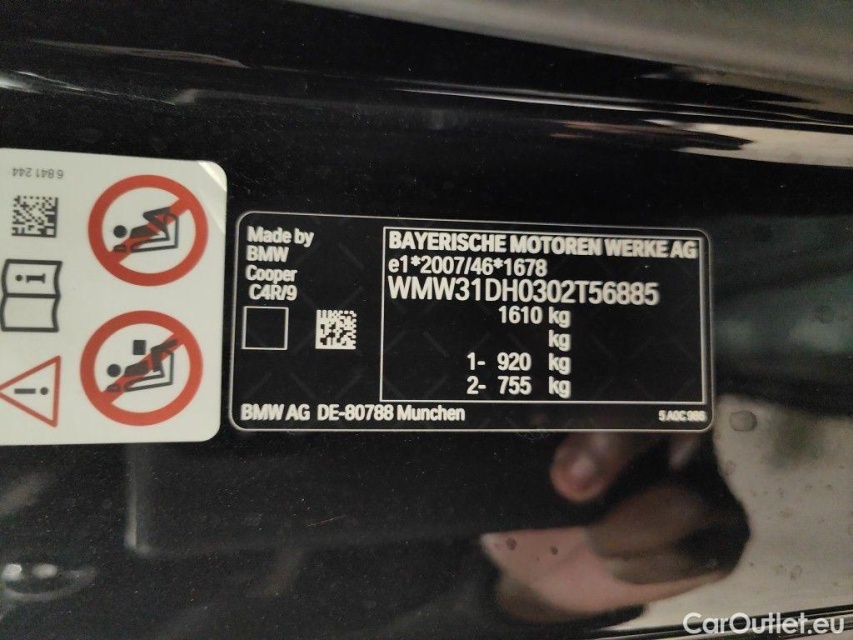 6 841 244
Made by
BMW
Cooper
C4R/9
BAYERISCHE MOTOREN WERKE AG
e1*2007/46*1678
WMW31DH0302T56885
1610 kg
kg
1- 920 kg
2- 755 kg
BMW AG DE-80788 Munchen
5 A0C 986
CarOutlet.eu